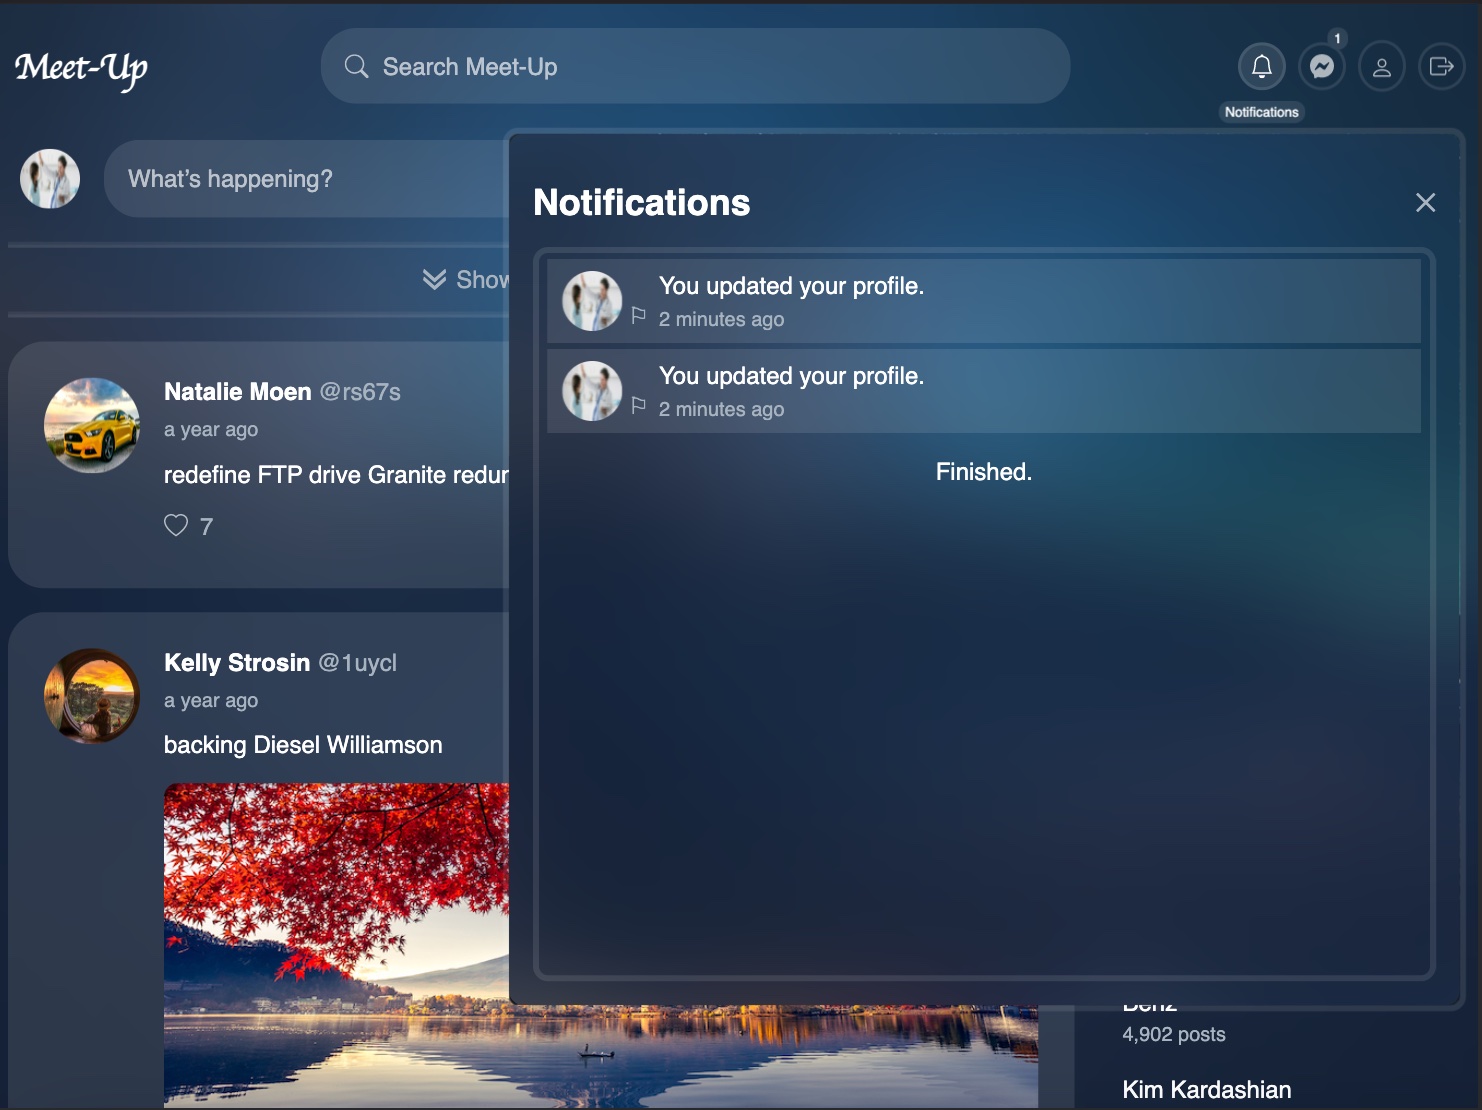 Meet-Up
Search Meet-Up
1
Notifications
What's happening?
Notifications
You updated your profile.
2 minutes ago
You updated your profile.
2 minutes ago
Finished.
Show
Natalie Moen @rs67s
a year ago
redefine FTP drive Granite
7
Kelly Strosin @1uycl
a year ago
backing Diesel Williamson
Benz
4,902 posts
Kim Kardashian